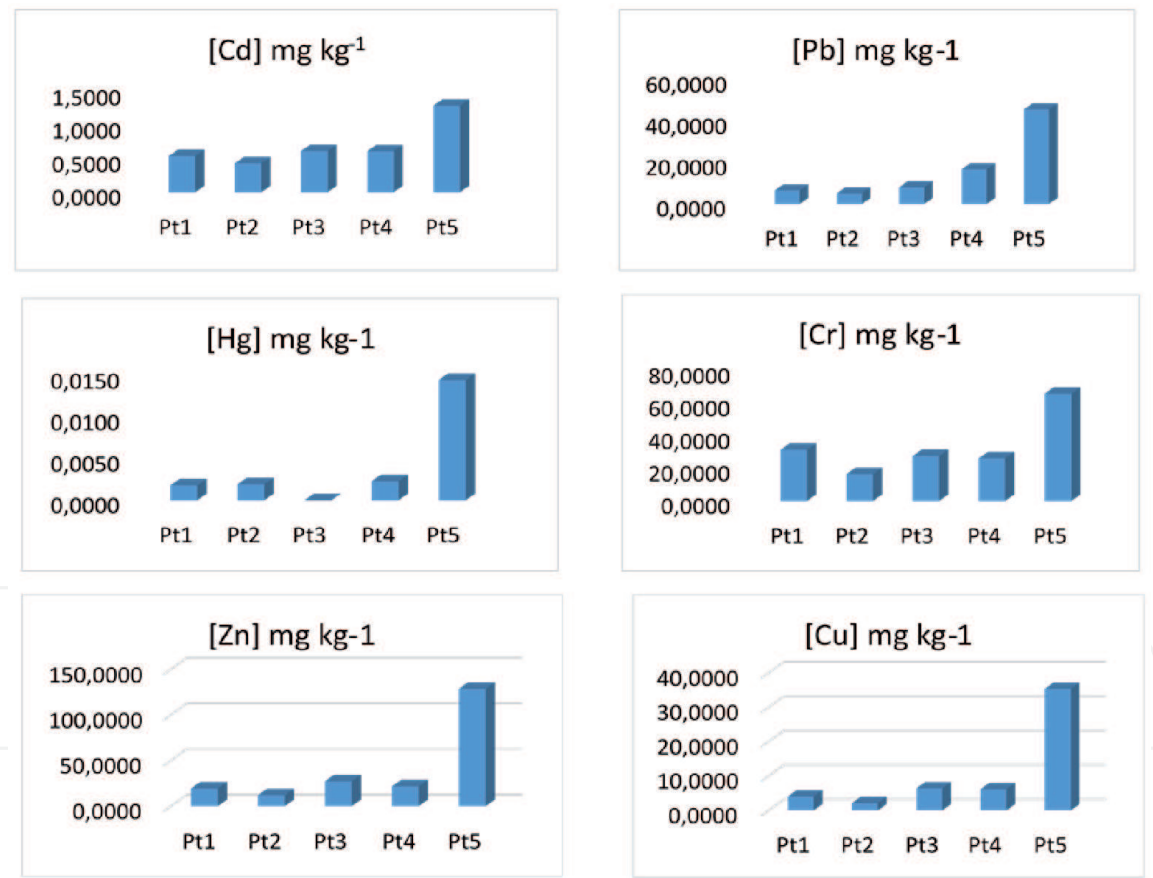 [Cd] mg kg-1
1,5000
1,0000
0,5000
0,0000
Pt1 Pt2 Pt3 Pt4 Pt5
[Pb] mg kg-1
60,0000
40,0000
20,0000
0,0000
Pt1 Pt2 Pt3 Pt4 Pt5
[Hg] mg kg-1
0,0150
0,0100
0,0050
0,0000
Pt1 Pt2 Pt3 Pt4 Pt5
[Cr] mg kg-1
80,0000
60,0000
40,0000
20,0000
0,0000
Pt1 Pt2 Pt3 Pt4 Pt5
[Zn] mg kg-1
150,0000
100,0000
50,0000
0,0000
Pt1 Pt2 Pt3 Pt4 Pt5
[Cu] mg kg-1
40,0000
30,0000
20,0000
10,0000
0,0000
Pt1 Pt2 Pt3 Pt4 Pt5